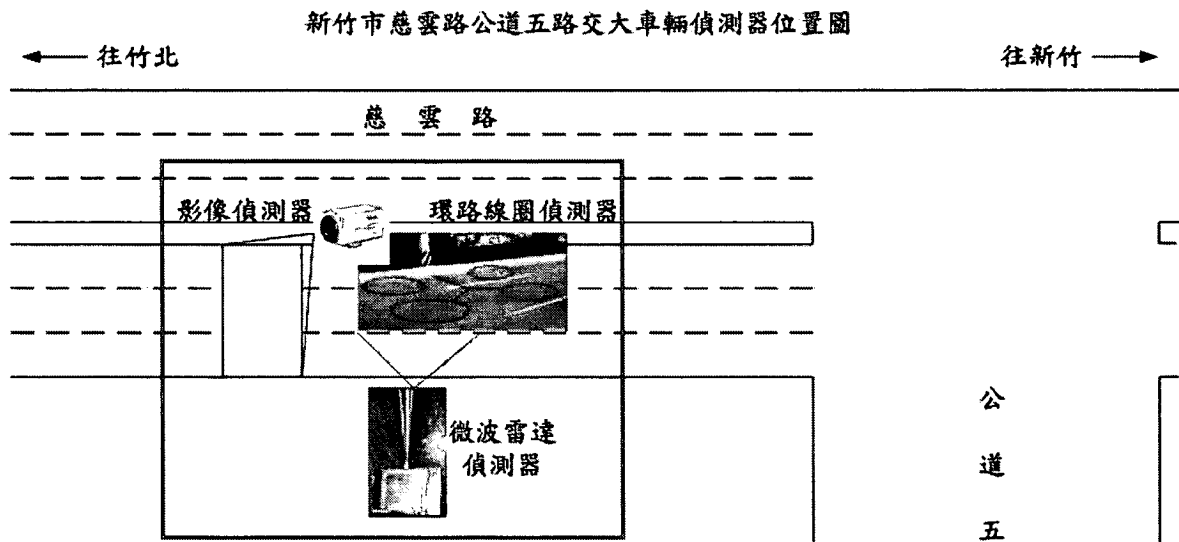 新竹市慈雲路公道五路交大車輛偵測器位置圖
往竹北
往新竹
慈雲路
影像偵測器
環路線圈偵測器
微波雷達
偵測器
公
道
五